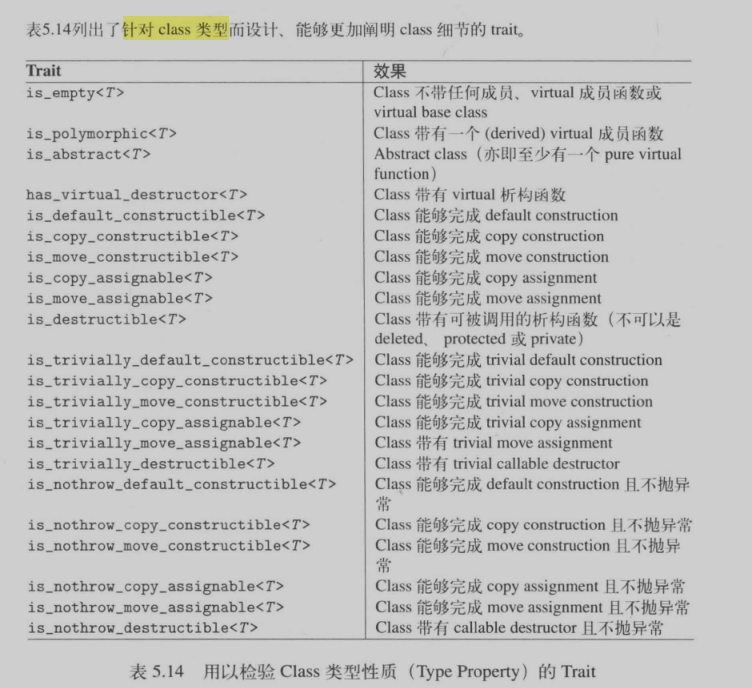 表5.14列出了针对 class 类型而设计、能够更加阐明 class 细节的 trait。
Trait 效果
is_empty<T> Class 不带任何成员、virtual 成员函数或
virtual base class
is_polymorphic<T> Class 带有一个 (derived) virtual 成员函数
is_abstract<T> Abstract class（亦即至少有一个 pure virtual
function）
has_virtual_destructor<T> Class 带有 virtual 析构函数
is_default_constructible<T> Class 能够完成 default construction
is_copy_constructible<T> Class 能够完成 copy construction
is_move_constructible<T> Class 能够完成 move construction
is_copy_assignable<T> Class 能够完成 copy assignment
is_move_assignable<T> Class 能够完成 move assignment
is_destructible<T> Class 带有可被调用的析构函数（不可以是
deleted、 protected 或 private）
is_trivially_default_constructible<T> Class 能够完成 trivial default construction
is_trivially_copy_constructible<T> Class 能够完成 trivial copy construction
is_trivially_move_constructible<T> Class 能够完成 trivial move construction
is_trivially_copy_assignable<T> Class 能够完成 trivial copy assignment
is_trivially_move_assignable<T> Class 带有 trivial move assignment
is_trivially_destructible<T> Class 带有 trivial callable destructor
is_nothrow_default_constructible<T> Class 能够完成 default construction 且不抛异
常
is_nothrow_copy_constructible<T> Class 能够完成 copy construction 且不抛异常
is_nothrow_move_constructible<T> Class 能够完成 move construction 且不抛异
常
is_nothrow_copy_assignable<T> Class 能够完成 copy assignment 且不抛异常
is_nothrow_move_assignable<T> Class 能够完成 move assignment 且不抛异常
is_nothrow_destructible<T> Class 带有 callable destructor 且不抛异常
表 5.14 用以检验 Class 类型性质（Type Property）的 Trait